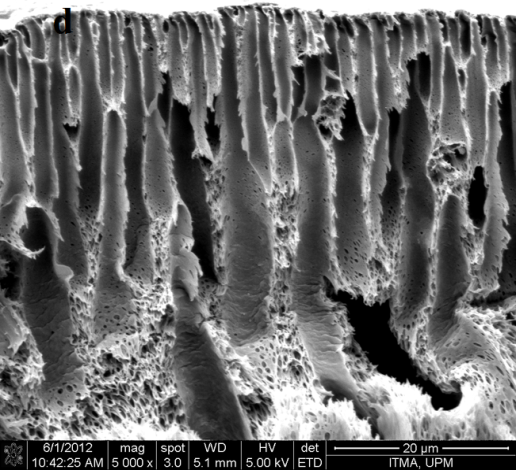 d
6/1/2012 mag spot WD HV det 20 µm
10:42:25 AM 5 000 x 3.0 5.1 mm 5.00 kV ETD ITMA, UPM